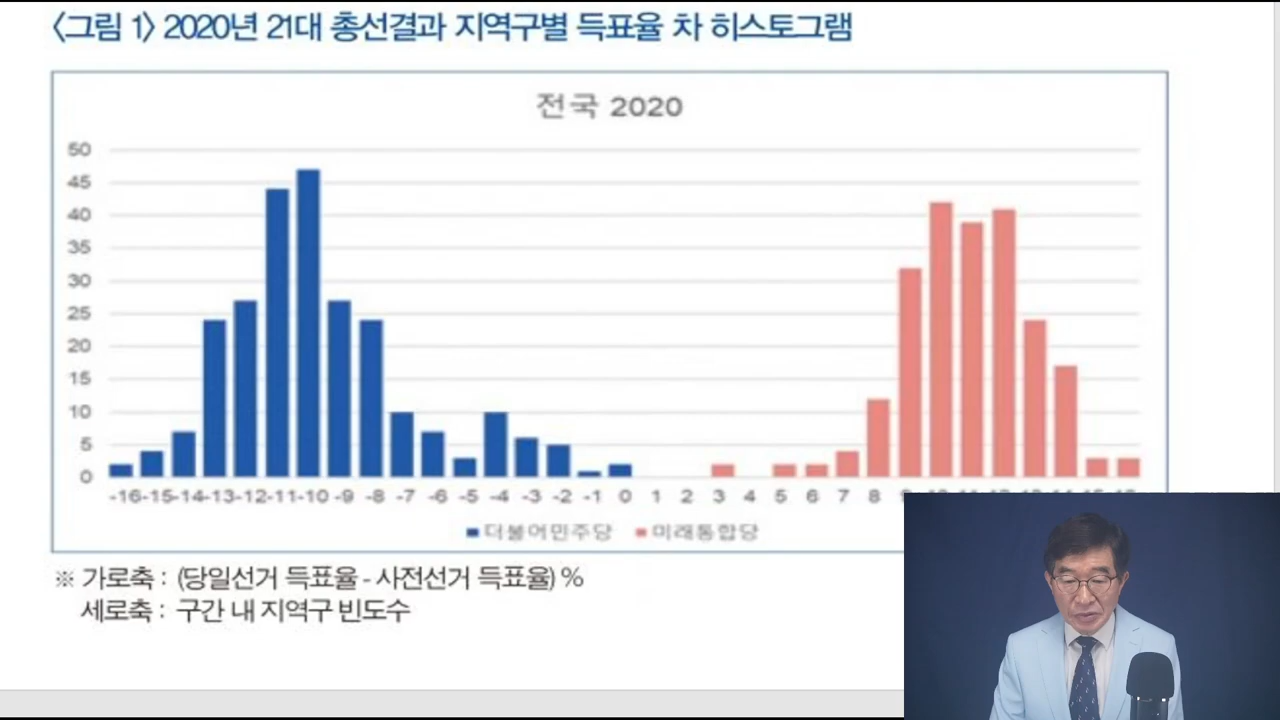 <그림 1> 2020년 21대 총선결과 지역구별 득표율 차 히스토그램
전국 2020
50
45
40
35
30
25
20
15
10
5
0
-16 -15 -14 -13 -12 -11 -10 -9 -8 -7 -6 -5 -4 -3 -2 -1 0 1 2 3 4 5 6 7 8
더불어민주당 미래통합당
※ 가로축 : (당일선거 득표율 - 사전선거 득표율) %
세로축 : 구간 내 지역구 빈도수